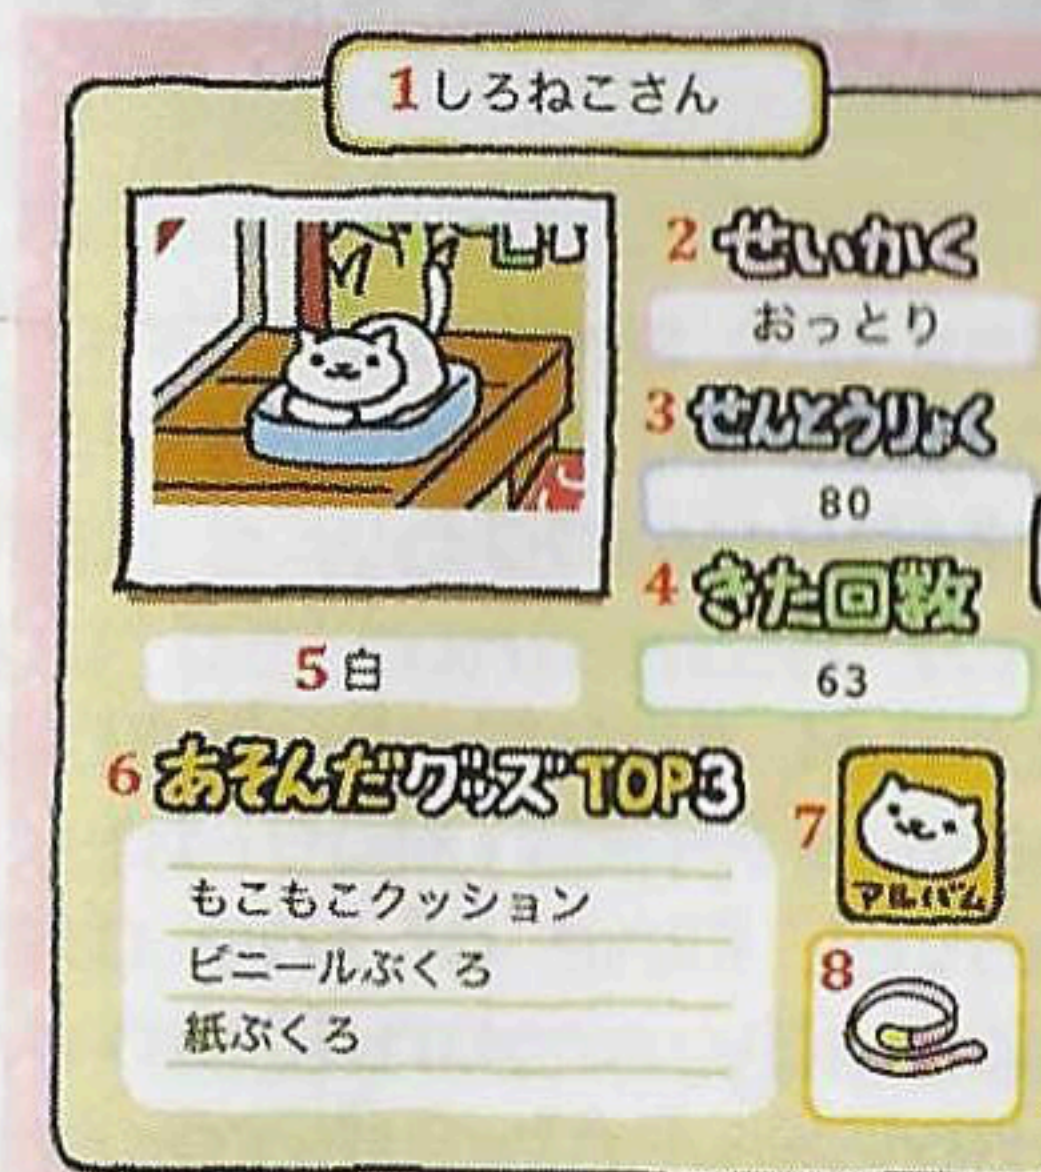 1 しろねこさん
2 せいかく
おっとり
3 せんとうりょく
80
4 きた回数
63
5 白
6 あそんだグッズTOP3
もこもこクッション
ビニールぶくろ
紙ぶくろ
7
アルバム
8